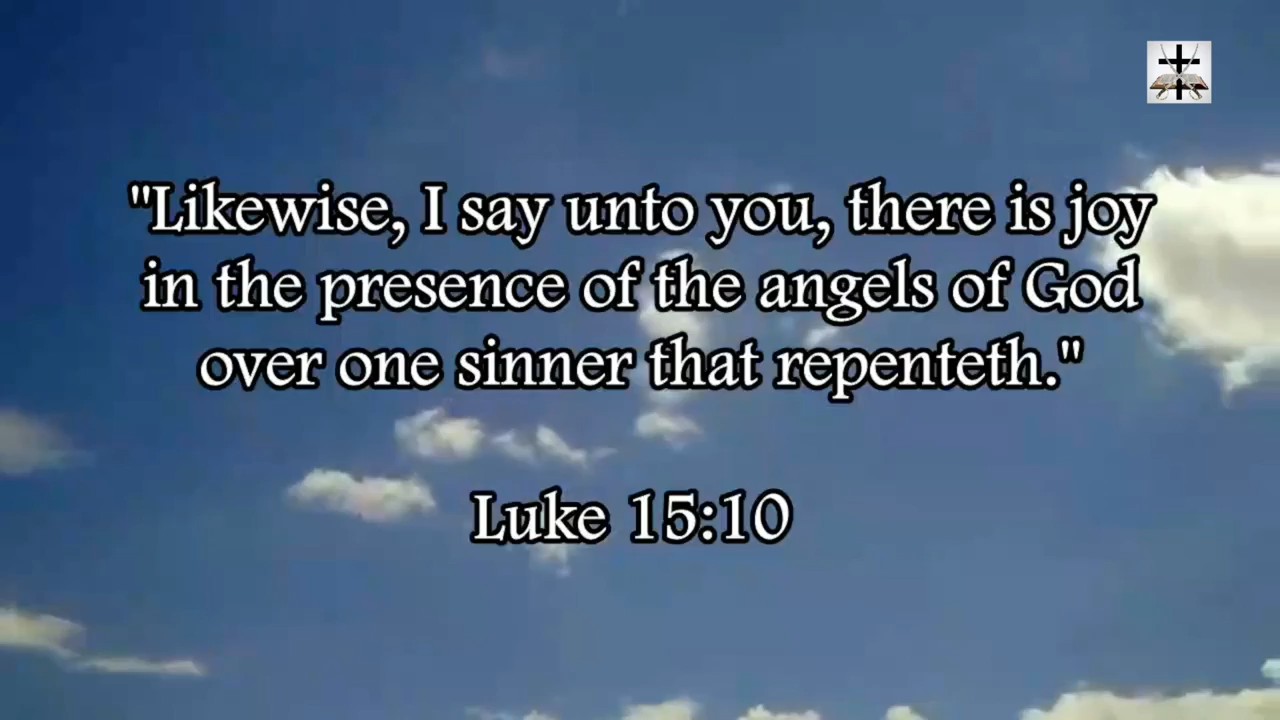 "Likewise, I say unto you, there is joy
in the presence of the angels of God
over one sinner that repenteth."
Luke 15:10